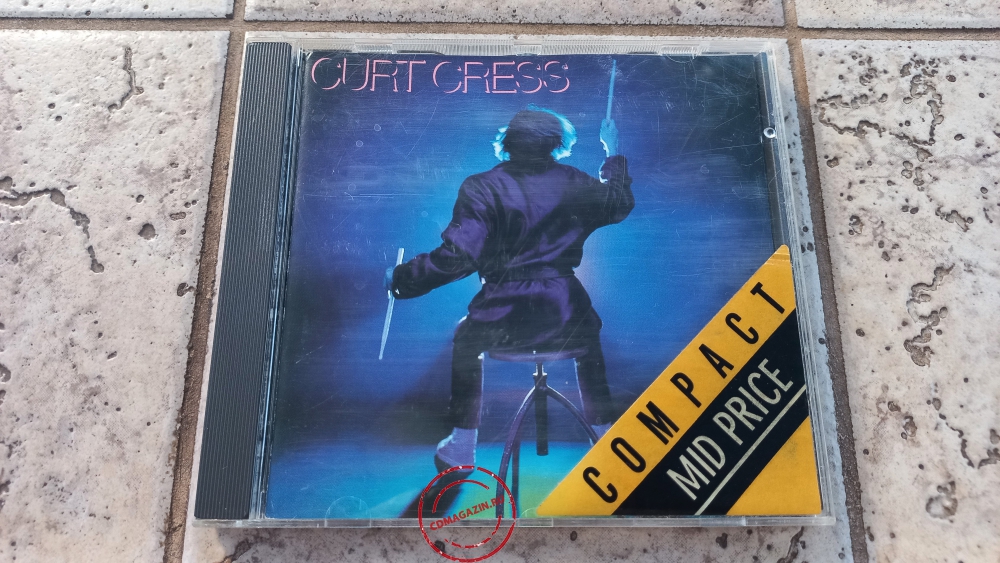 CURT CRESS
COMPACT
MID PRICE
CDMAGAZIN.RU